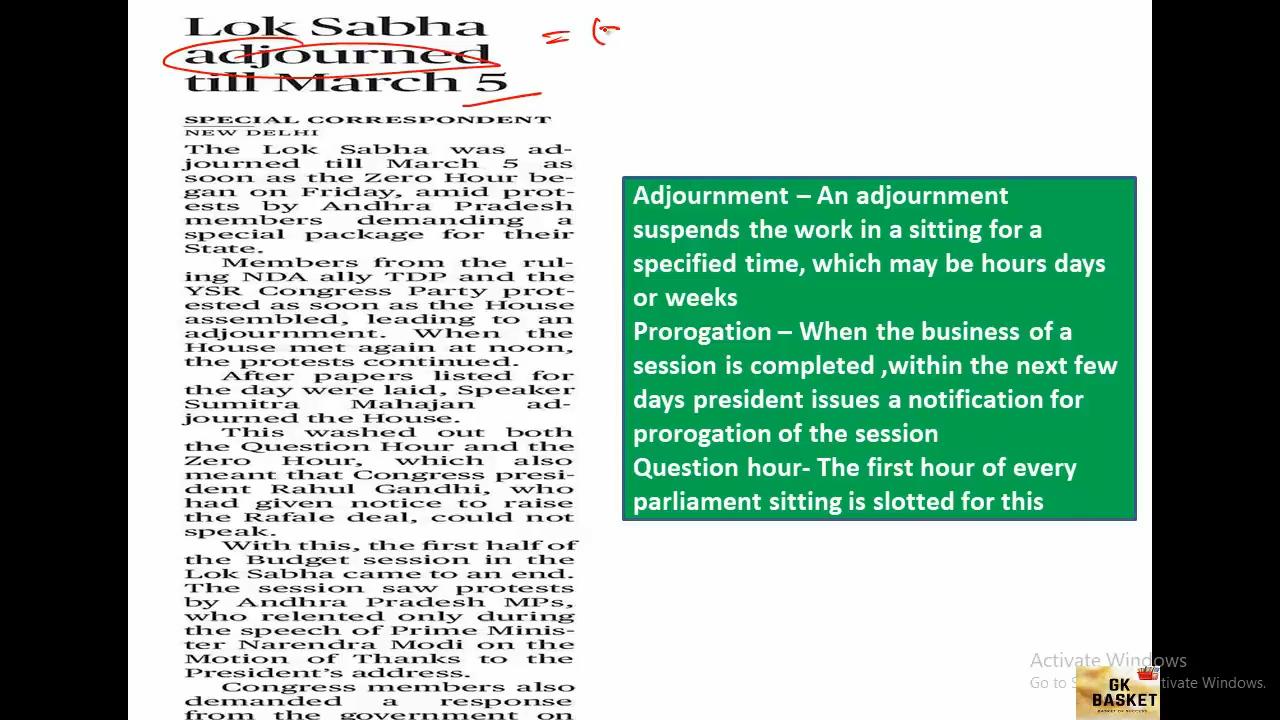 Lok Sabha
adjourned
till March 5
SPECIAL CORRESPONDENT
NEW DELHI
The Lok Sabha was ad-
journed till March 5 as
soon as the Zero Hour be-
gan on Friday, amid prot-
ests by Andhra Pradesh
members demanding a
special package for their
State.
Members from the rul-
ing NDA ally TDP and the
YSR Congress Party prot-
ested as soon as the House
assembled, leading to an
adjournment. When the
House met again at noon,
the protests continued.
After papers listed for
the day were laid, Speaker
Sumitra Mahajan ad-
journed the House.
This washed out both
the Question Hour and the
Zero Hour, which also
meant that Congress presi-
dent Rahul Gandhi, who
had given notice to raise
the Rafale deal, could not
speak.
With this, the first half of
the Budget session in the
Lok Sabha came to an end.
The session saw protests
by Andhra Pradesh MPs,
who relented only during
the speech of Prime Minis-
ter Narendra Modi on the
Motion of Thanks to the
President's address.
Congress members also
demanded a response
from the government on
Adjournment – An adjournment
suspends the work in a sitting for a
specified time, which may be hours days
or weeks
Prorogation – When the business of a
session is completed ,within the next few
days president issues a notification for
prorogation of the session
Question hour- The first hour of every
parliament sitting is slotted for this
Activate Windows
Go to S tivate Windows.
GK
BASKET